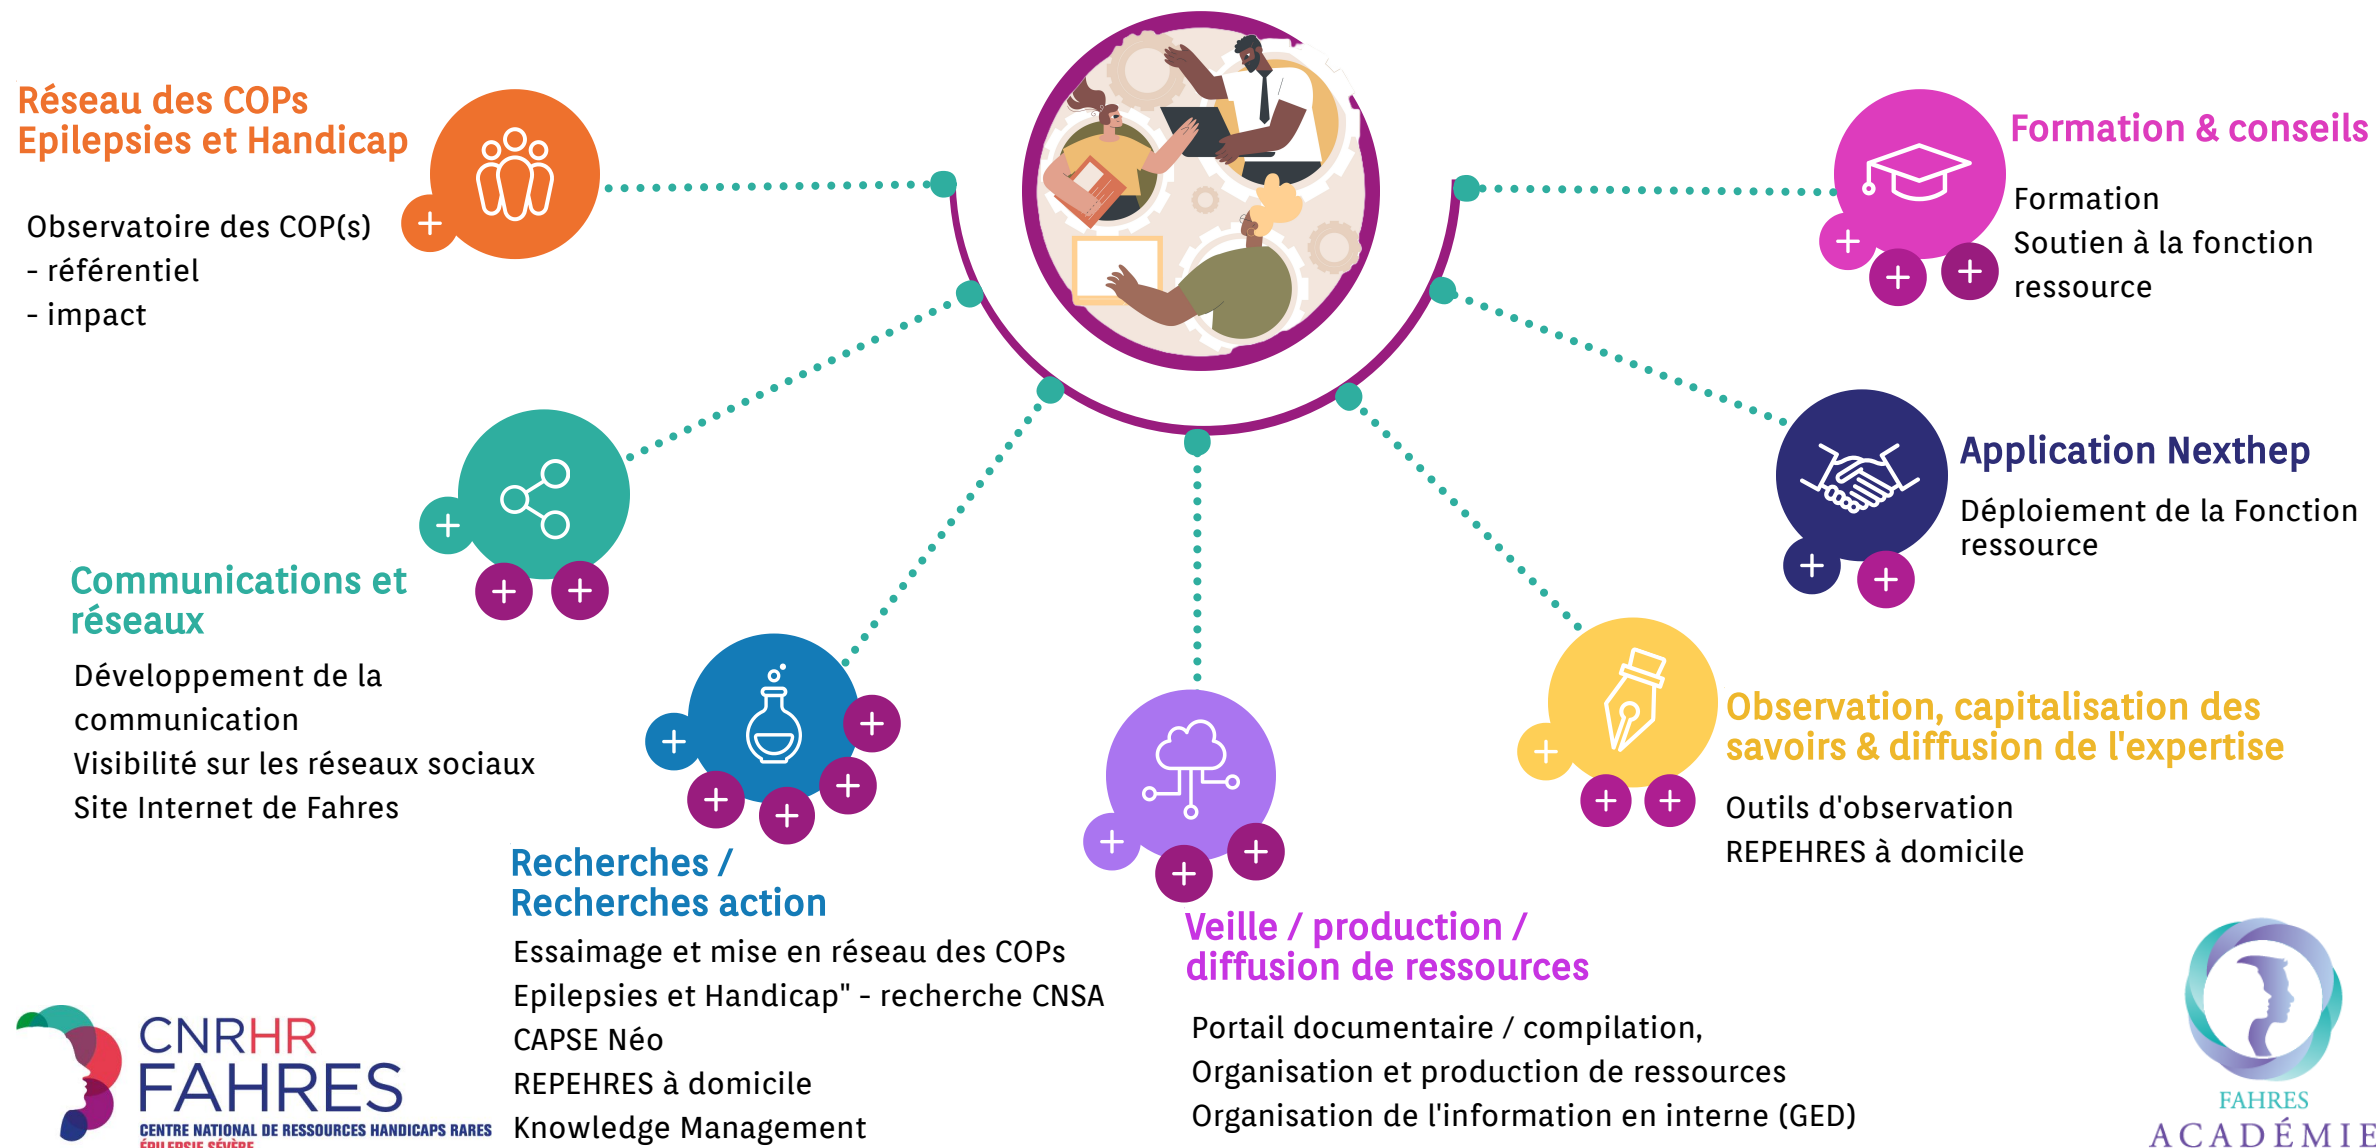 Réseau des COPs
Epilepsies et Handicap
Observatoire des COP(s)
- référentiel
- impact
Communications et
réseaux
Développement de la
communication
Visibilité sur les réseaux sociaux
Site Internet de Fahres
Recherches /
Recherches action
Essaimage et mise en réseau des COPs
Epilepsies et Handicap" - recherche CNSA
CAPSE Néo
REPEHRES à domicile
Knowledge Management
Veille / production /
diffusion de ressources
Portail documentaire / compilation,
Organisation et production de ressources
Organisation de l'information en interne (GED)
Observation, capitalisation des
savoirs & diffusion de l'expertise
Outils d'observation
REPEHRES à domicile
Application Nexthep
Déploiement de la Fonction
ressource
Formation & conseils
Formation
Soutien à la fonction
ressource
CNRHR
FAHRES
CENTRE NATIONAL DE RESSOURCES HANDICAPS RARES
ÉPILEPSIE SÉVÈRE
FAHRES
ACADÉMIE